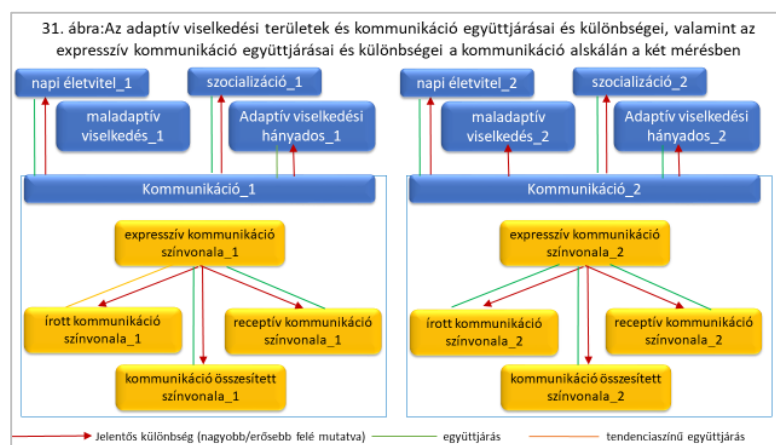 31. ábra:Az adaptív viselkedési területek és kommunikáció együttjárásai és különbségei, valamint az
expresszív kommunikáció együttjárásai és különbségei a kommunikáció alskálán a két mérésben
napi életvitel_1
szocializáció_1
maladaptív
viselkedés_1
Adaptív viselkedési
hányados_1
Kommunikáció_1
expresszív kommunikáció
színvonala_1
írott kommunikáció
színvonala_1
receptív kommunikáció
színvonala_1
kommunikáció összesített
színvonala_1
napi életvitel_2
szocializáció_2
maladaptív
viselkedés_2
Adaptív viselkedési
hányados_2
Kommunikáció_2
expresszív kommunikáció
színvonala_2
írott kommunikáció
színvonala_2
receptív kommunikáció
színvonala_2
kommunikáció összesített
színvonala_2
Jelentős különbség (nagyobb/erősebb felé mutatva)
együttjárás
tendenciaszínű együttjárás